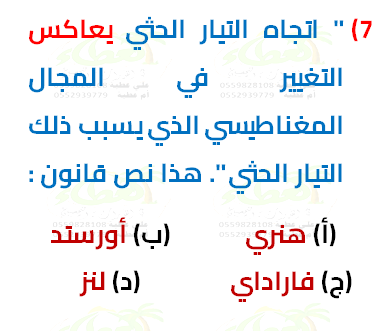 7) " اتجاه التيار الحثي يعاكس
التغيير في المجال
المغناطيسي الذي يسبب ذلك
التيار الحثي". هذا نص قانون :
(أ) هنري (ب) أورستد
(ج) فاراداي (د) لنز